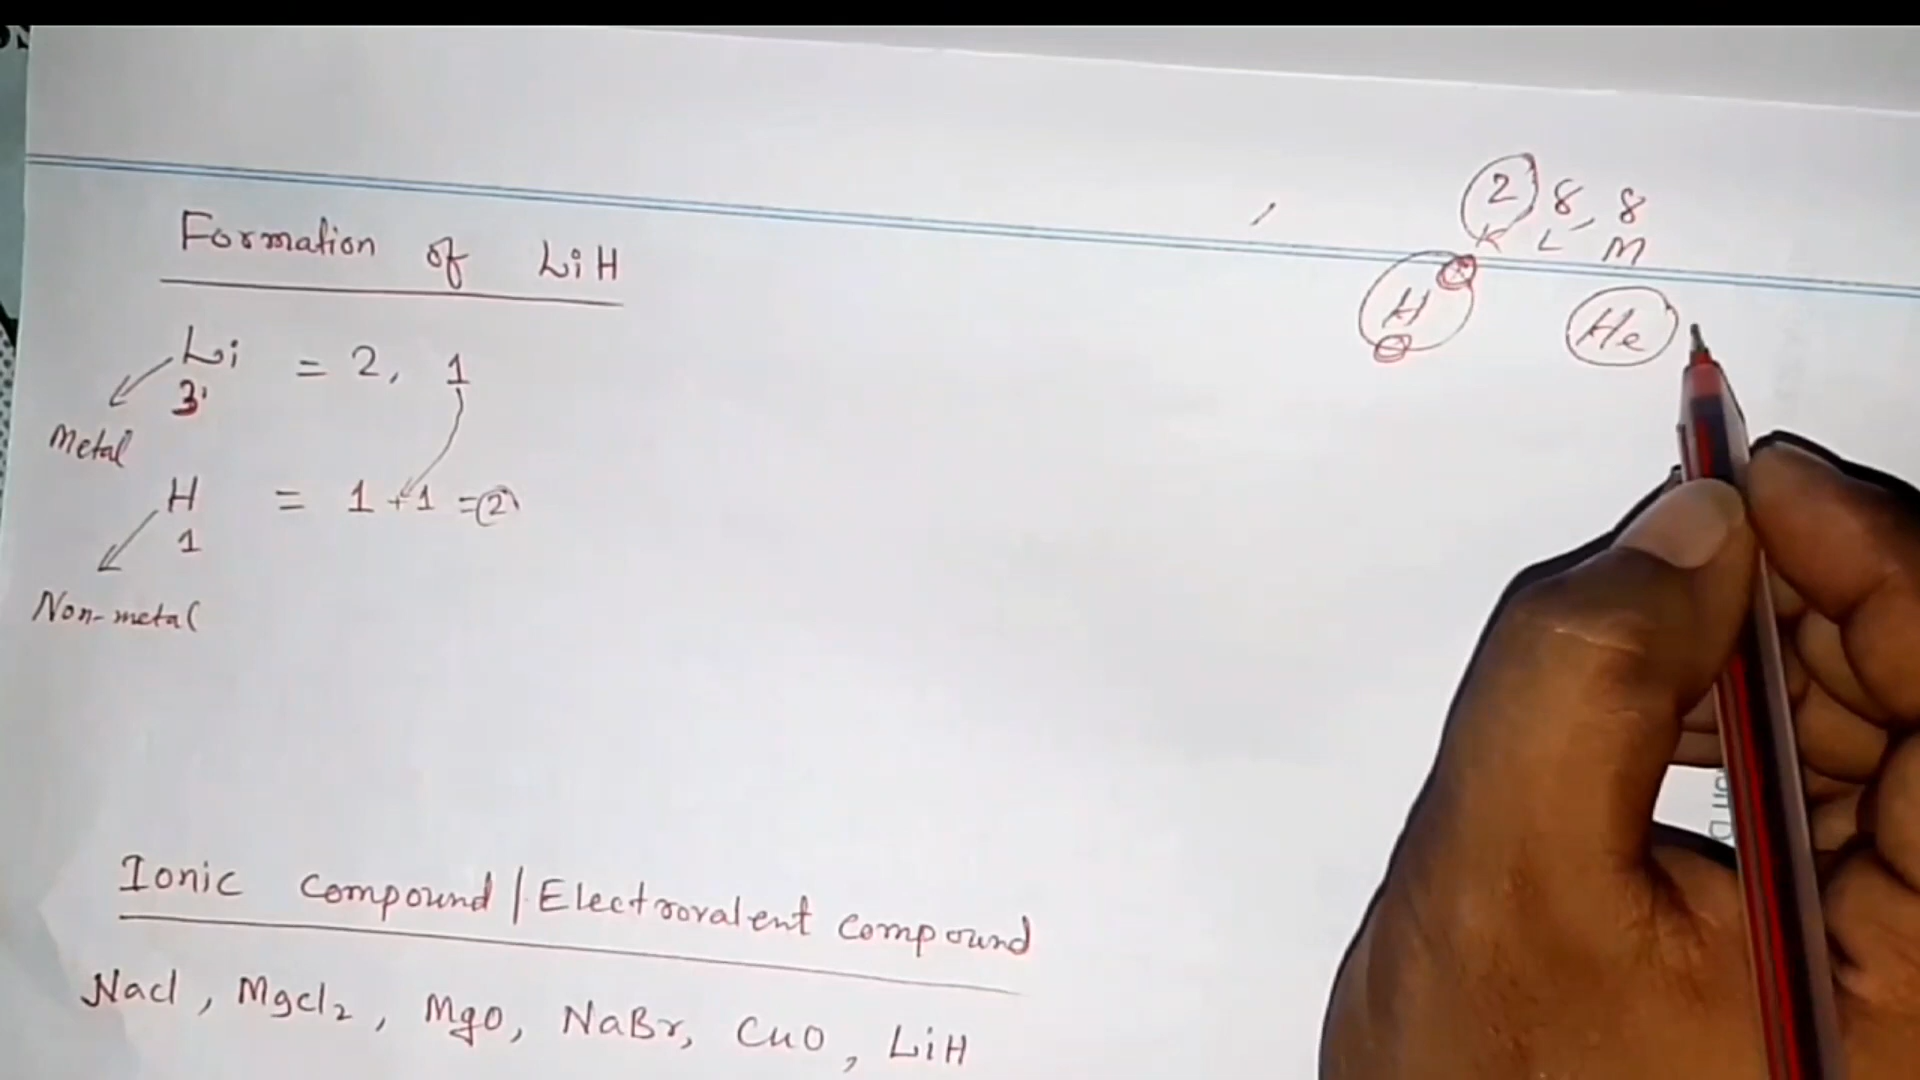 Formation of LiH
Li = 2, 1
3
Metal
H = 1 + 1 = 2
1
Non-metal
2, 8, 8
K L M
H
He
Ionic compound / Electrovalent compound
Nacl, Mgcl2, MgO, NaBr, CuO, LiH